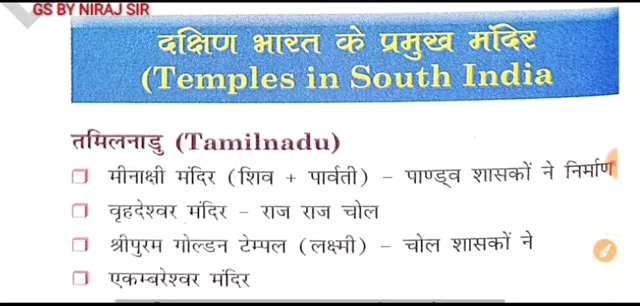 GS BY NIRAJ SIR
दक्षिण भारत के प्रमुख मंदिर
(Temples in South India
तमिलनाडु (Tamilnadu)
मीनाक्षी मंदिर (शिव + पार्वती) – पाण्ड्व शासकों ने निर्माण
वृहदेश्वर मंदिर – राज राज चोल
श्रीपुरम गोल्डन टेम्पल (लक्ष्मी) – चोल शासकों ने
एकम्बरेश्वर मंदिर